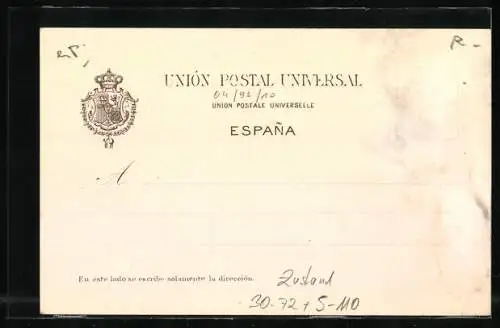 UNIÓN POSTAL UNIVERSAL
04/92/10
UNION POSTALE UNIVERSELLE
ESPAÑA
A
En este lado se escribe solamente la dirección.
Zustand
30-72 + S-110